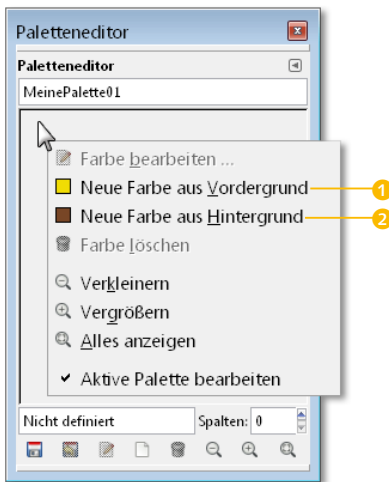 Paletteneditor
Paletteneditor
MeinePalette01
Farbe bearbeiten ...
Neue Farbe aus Vordergrund 1
Neue Farbe aus Hintergrund 2
Farbe löschen
Verkleinern
Vergrößern
Alles anzeigen
Aktive Palette bearbeiten
Nicht definiert Spalten: 0